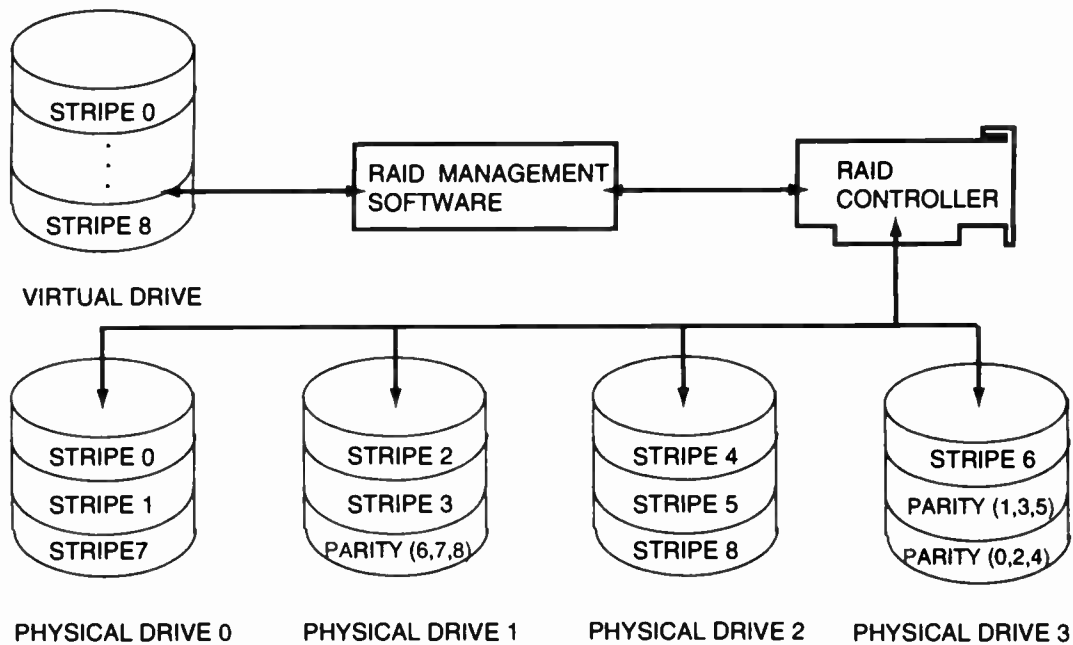 STRIPE 0
STRIPE 8
VIRTUAL DRIVE
RAID MANAGEMENT
SOFTWARE
RAID
CONTROLLER
STRIPE 0
STRIPE 1
STRIPE7
PHYSICAL DRIVE 0
STRIPE 2
STRIPE 3
PARITY (6,7,8)
PHYSICAL DRIVE 1
STRIPE 4
STRIPE 5
STRIPE 8
PHYSICAL DRIVE 2
STRIPE 6
PARITY (1,3,5)
PARITY (0,2,4)
PHYSICAL DRIVE 3